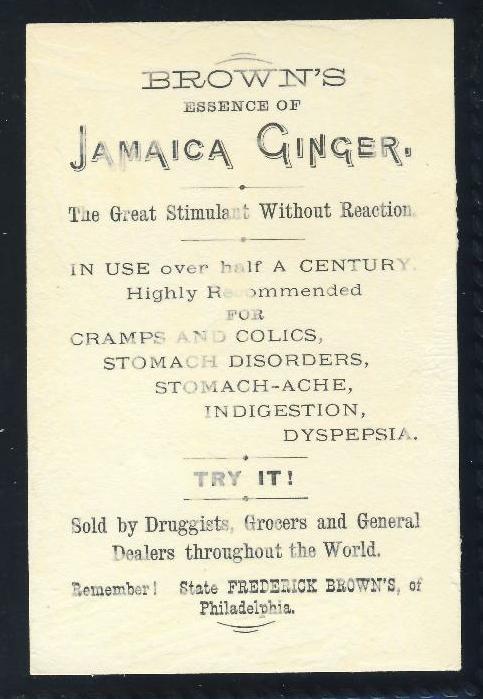 BROWN'S
ESSENCE OF
JAMAICA GINGER.
The Great Stimulant Without Reaction.
IN USE over half A CENTURY.
Highly Recommended
FOR
CRAMPS AND COLICS,
STOMACH DISORDERS,
STOMACH-ACHE,
INDIGESTION,
DYSPEPSIA.
TRY IT!
Sold by Druggists, Grocers and General
Dealers throughout the World.
Remember! State FREDERICK BROWN'S, of
Philadelphia.